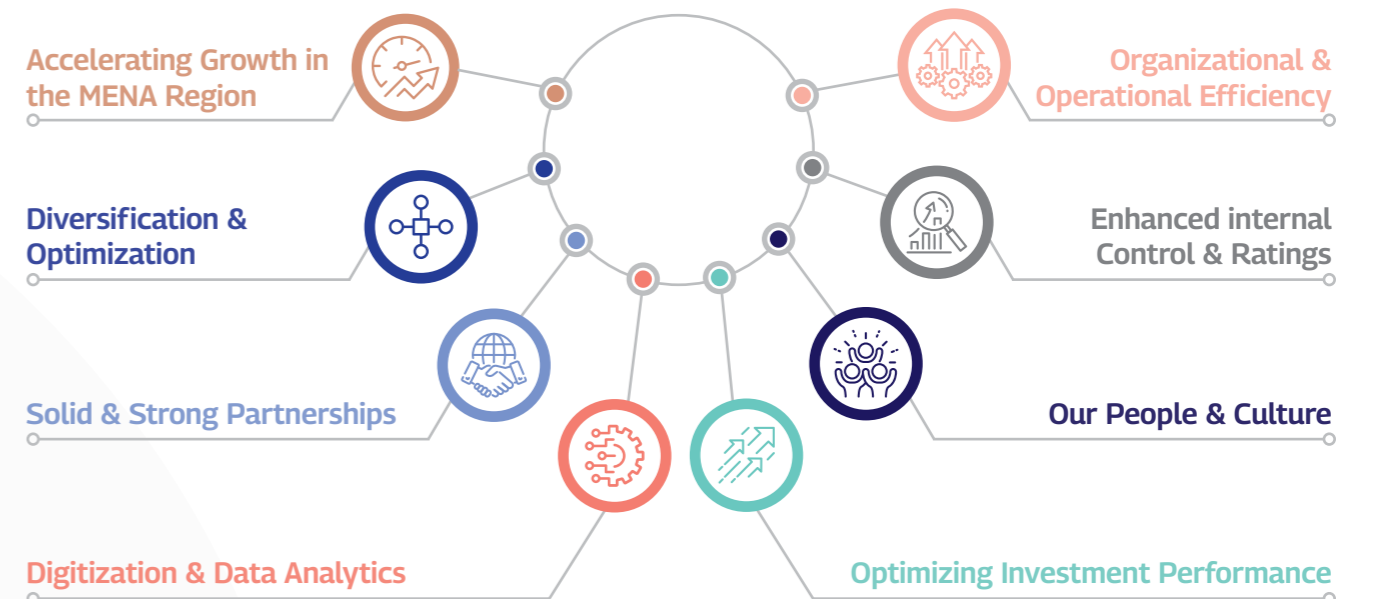 Accelerating Growth in
the MENA Region
Diversification &
Optimization
Solid & Strong Partnerships
Digitization & Data Analytics
Organizational &
Operational Efficiency
Enhanced internal
Control & Ratings
Our People & Culture
Optimizing Investment Performance